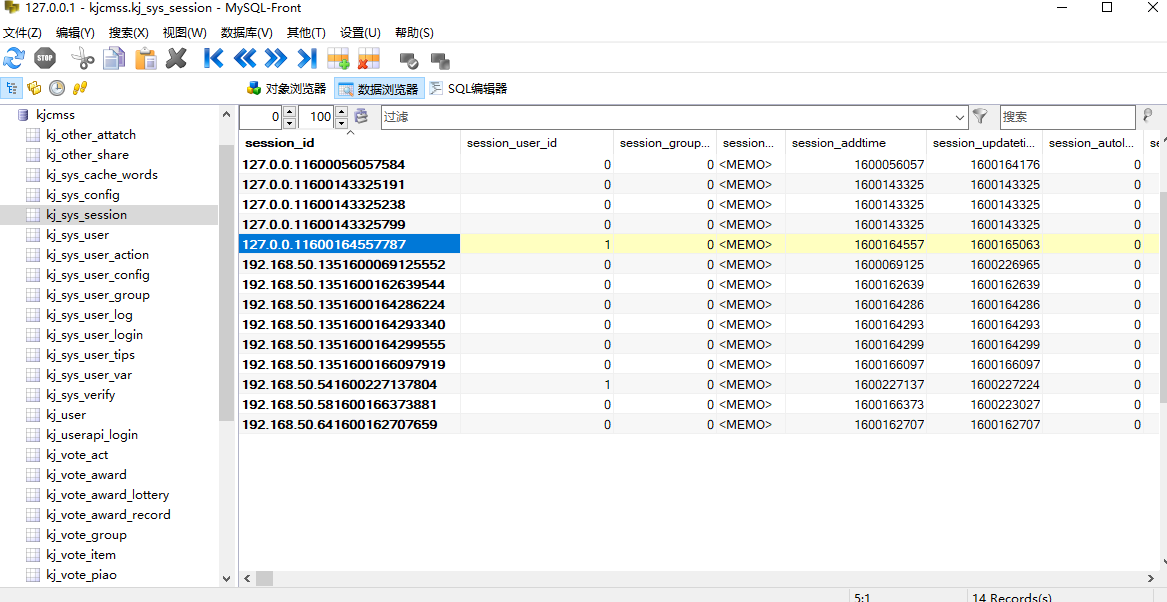 127.0.0.1 - kjcmss.kj_sys_session - MySQL-Front
文件(Z) 编辑(Y) 搜索(X) 视图(W) 数据库(V) 其他(T) 设置(U) 帮助(S)
STOP
对象浏览器 数据浏览器 SQL编辑器
0 100 过滤 搜索
kjcmss
kj_other_attatch
kj_other_share
kj_sys_cache_words
kj_sys_config
kj_sys_session
kj_sys_user
kj_sys_user_action
kj_sys_user_config
kj_sys_user_group
kj_sys_user_log
kj_sys_user_login
kj_sys_user_tips
kj_sys_user_var
kj_sys_verify
kj_user
kj_userapi_login
kj_vote_act
kj_vote_award
kj_vote_award_lottery
kj_vote_award_record
kj_vote_group
kj_vote_item
kj_vote_piao
session_id session_user_id session_group... session... session_addtime session_updateti... session_autol... se
127.0.0.11600056057584 0 0 <MEMO> 1600056057 1600164176 0
127.0.0.11600143325191 0 0 <MEMO> 1600143325 1600143325 0
127.0.0.11600143325238 0 0 <MEMO> 1600143325 1600143325 0
127.0.0.11600143325799 0 0 <MEMO> 1600143325 1600143325 0
127.0.0.11600164557787 1 0 <MEMO> 1600164557 1600165063 0
192.168.50.1351600069125552 0 0 <MEMO> 1600069125 1600226965 0
192.168.50.1351600162639544 0 0 <MEMO> 1600162639 1600162639 0
192.168.50.1351600164286224 0 0 <MEMO> 1600164286 1600164286 0
192.168.50.1351600164293340 0 0 <MEMO> 1600164293 1600164293 0
192.168.50.1351600164299555 0 0 <MEMO> 1600164299 1600164299 0
192.168.50.1351600166097919 0 0 <MEMO> 1600166097 1600166097 0
192.168.50.541600227137804 1 0 <MEMO> 1600227137 1600227224 0
192.168.50.581600166373881 0 0 <MEMO> 1600166373 1600223027 0
192.168.50.641600162707659 0 0 <MEMO> 1600162707 1600162707 0
5:1 14 Records(s)